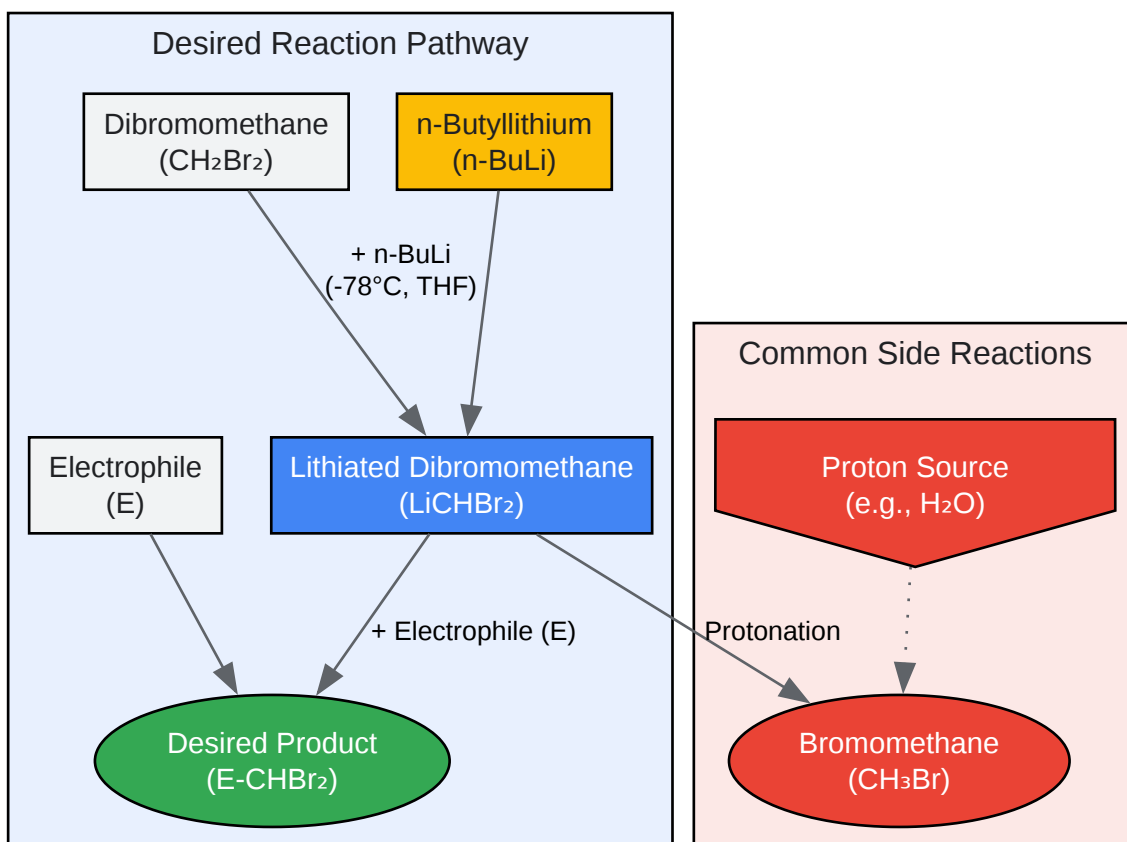 Desired Reaction Pathway
Dibromomethane
(CH₂Br₂)
n-Butyllithium
(n-BuLi)
+ n-BuLi
(-78°C, THF)
Common Side Reactions
Electrophile
(E)
Lithiated Dibromomethane
(LiCHBr₂)
Proton Source
(e.g., H₂O)
+ Electrophile (E)
Protonation
Desired Product
(E-CHBr₂)
Bromomethane
(CH₃Br)